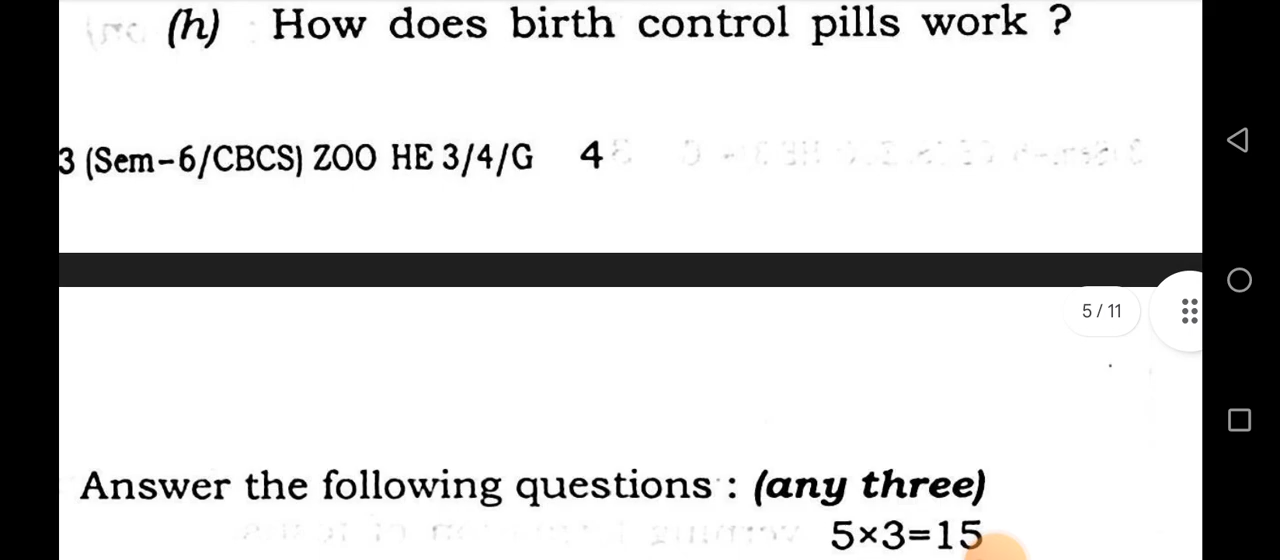 (h) How does birth control pills work ?
3 (Sem-6/CBCS) ZOO HE 3/4/G 4
5 / 11
Answer the following questions : (any three)
5×3=15